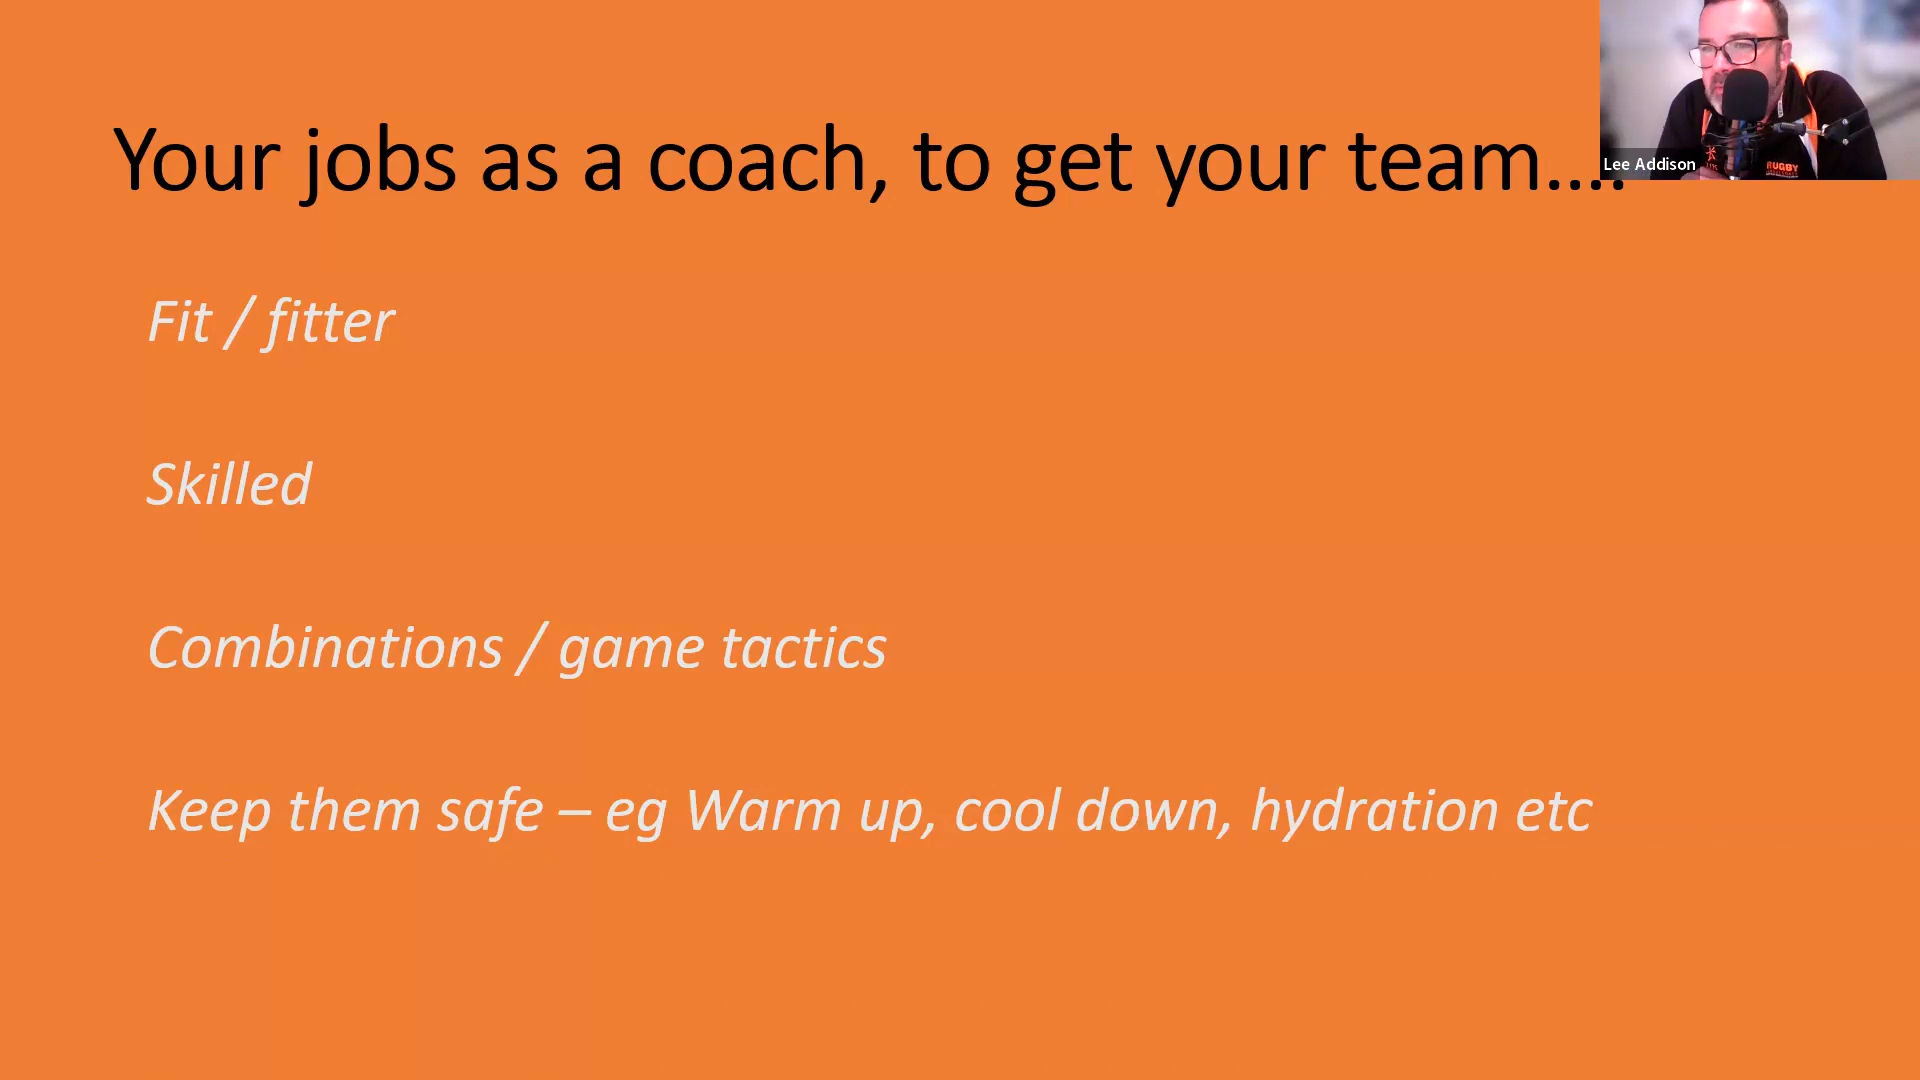 Your jobs as a coach, to get your team....
Lee Addison
RUGBY
Fit / fitter
Skilled
Combinations / game tactics
Keep them safe – eg Warm up, cool down, hydration etc